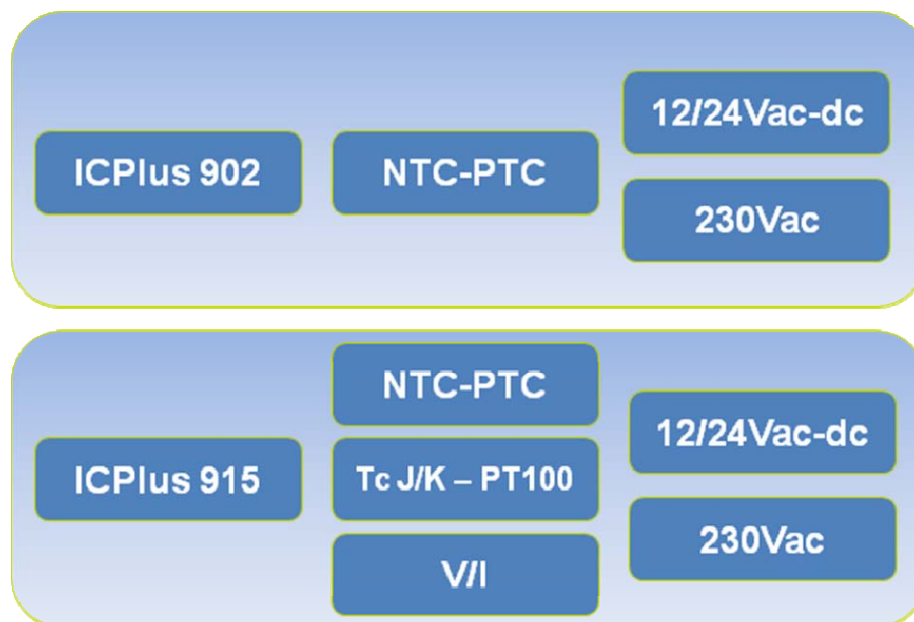 ICPlus 902
NTC-PTC
12/24Vac-dc
230Vac
ICPlus 915
NTC-PTC
Tc J/K – PT100
V/I
12/24Vac-dc
230Vac